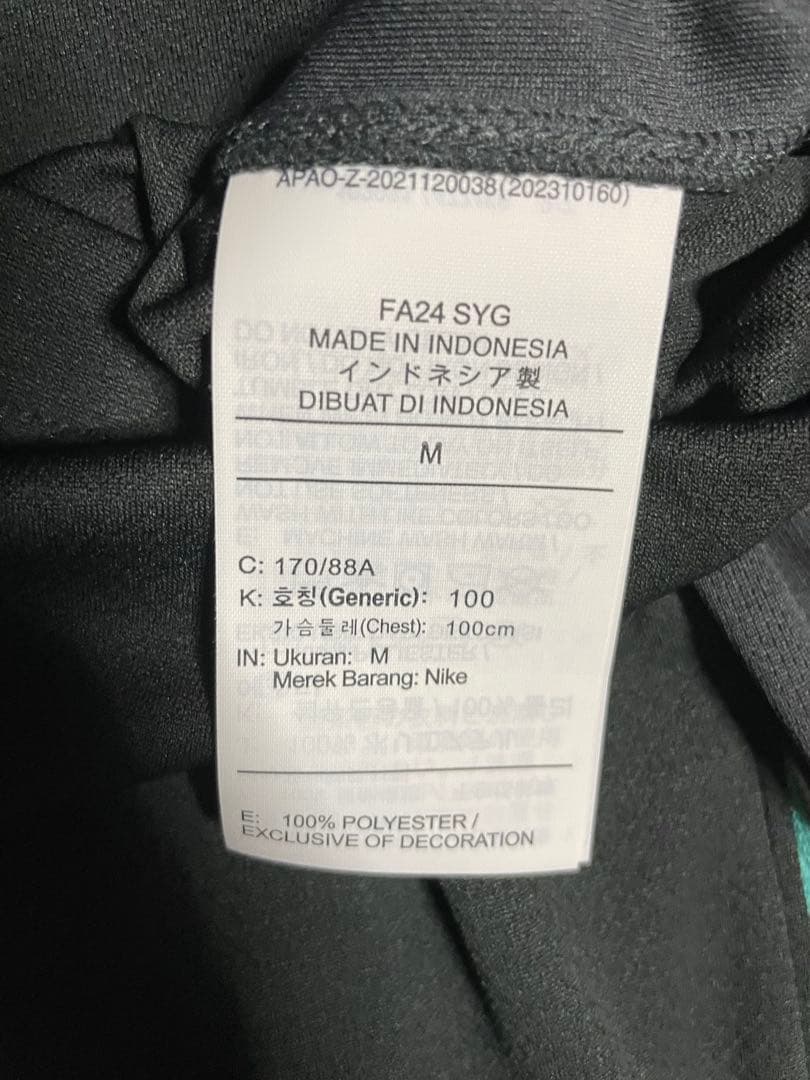 APAO-Z-2021120038(202310160)
FA24 SYG
MADE IN INDONESIA
インドネシア製
DIBUAT DI INDONESIA
M
C: 170/88A
K: 호칭(Generic): 100
가슴둘레(Chest): 100cm
IN: Ukuran: M
Merek Barang: Nike
E: 100% POLYESTER /
EXCLUSIVE OF DECORATION